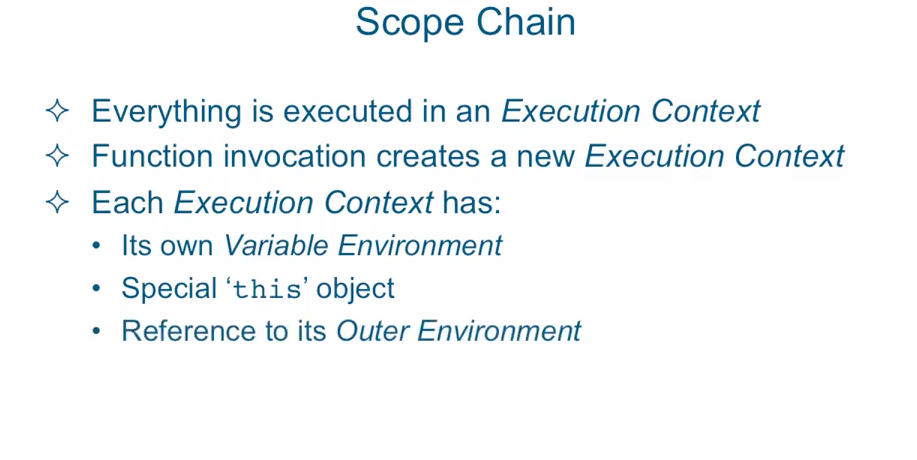 Scope Chain
✧ Everything is executed in an Execution Context
✧ Function invocation creates a new Execution Context
✧ Each Execution Context has:
• Its own Variable Environment
• Special ‘this’ object
• Reference to its Outer Environment